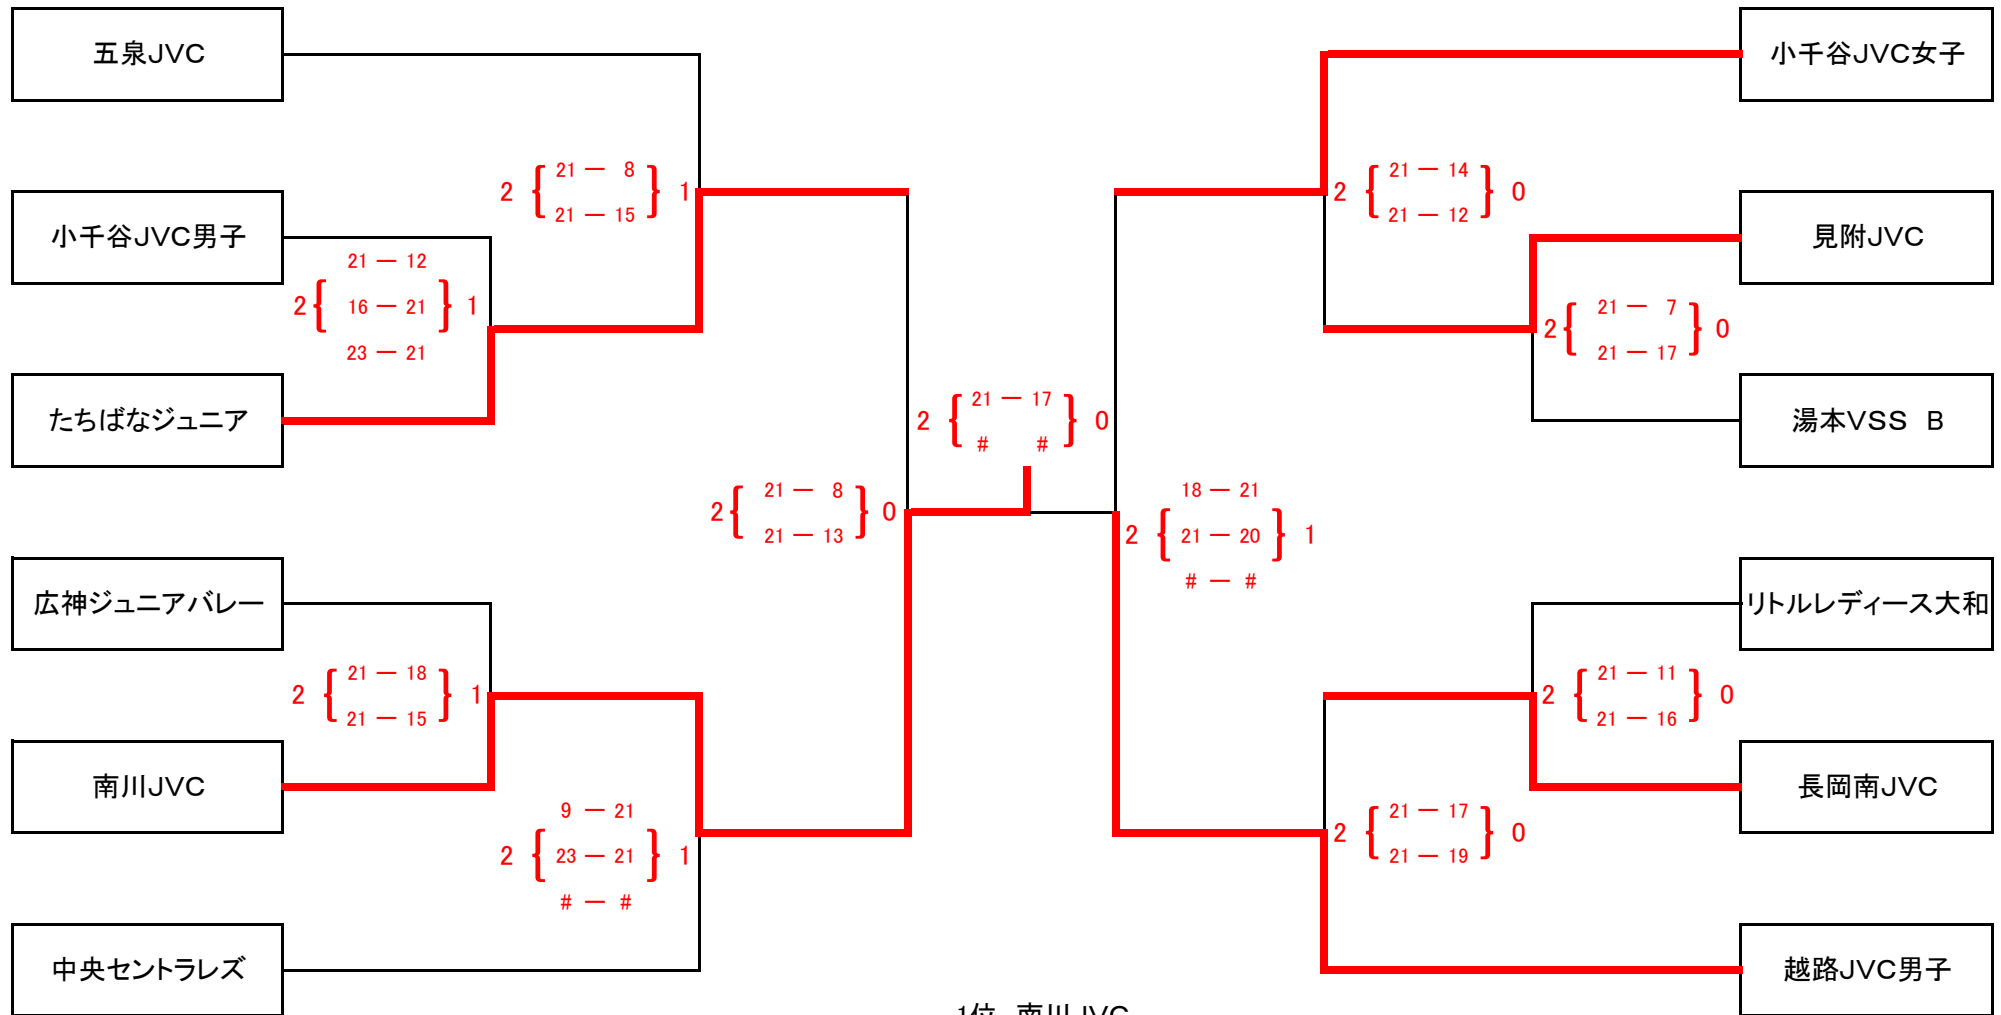 五泉JVC
小千谷JVC女子
2 { 21 — 8 } 1
21 — 15
2 { 21 — 14 } 0
21 — 12
小千谷JVC男子
見附JVC
21 — 12
2 { 16 — 21 } 1
23 — 21
2 { 21 — 7 } 0
21 — 17
たちばなジュニア
湯本VSS B
2 { 21 — 17 } 0
# #
2 { 21 — 8 } 0
21 — 13
18 — 21
2 { 21 — 20 } 1
# — #
広神ジュニアバレー
リトルレディース大和
2 { 21 — 18 } 1
21 — 15
2 { 21 — 11 } 0
21 — 16
南川JVC
長岡南JVC
9 — 21
2 { 23 — 21 } 1
# — #
2 { 21 — 17 } 0
21 — 19
中央セントラレズ
越路JVC男子
1位 南川JVC